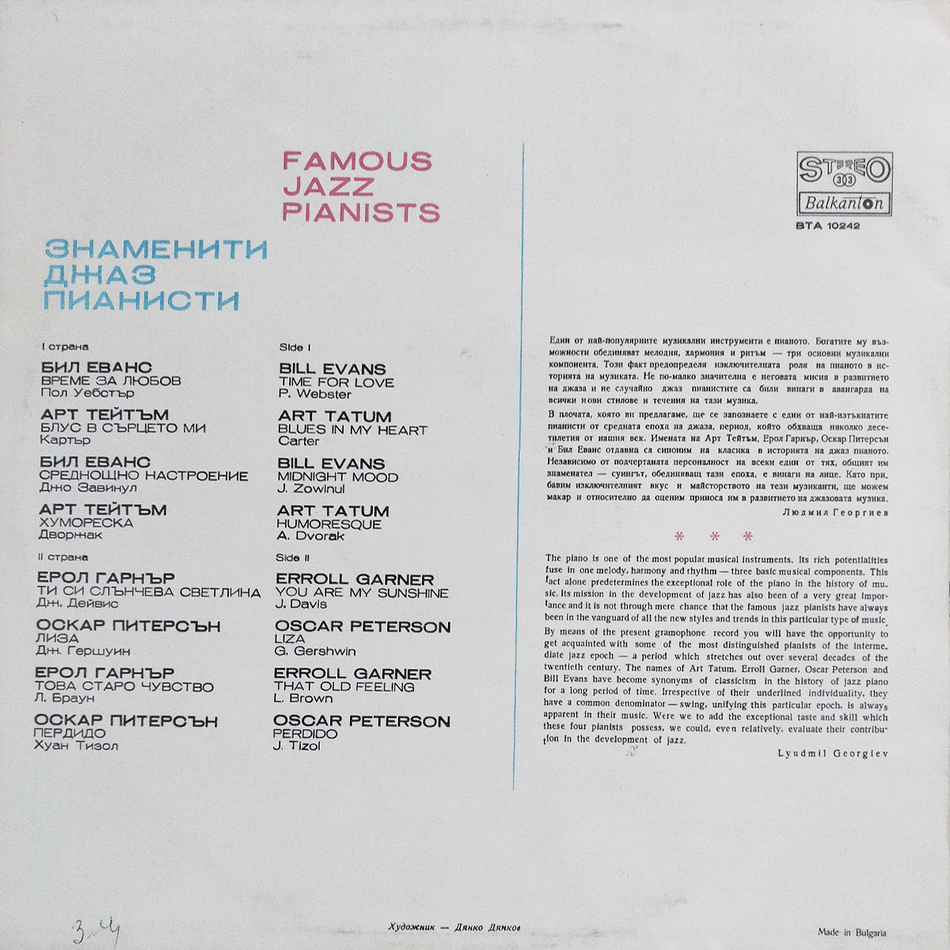 FAMOUS
JAZZ
PIANISTS
ЗНАМЕНИТИ
ДЖАЗ
ПИАНИСТИ
STEREO
33
Balkanton
BTA 10242
I страна
БИЛ ЕВАНС
ВРЕМЕ ЗА ЛЮБОВ
Пол Уебстър
АРТ ТЕЙТЪМ
БЛУС В СЪРЦЕТО МИ
Картър
БИЛ ЕВАНС
СРЕДНОЩНО НАСТРОЕНИЕ
Джо Завинул
АРТ ТЕЙТЪМ
ХУМОРЕСКА
Дворжак
II страна
ЕРОЛ ГАРНЪР
ТИ СИ СЛЪНЧЕВА СВЕТЛИНА
Дж. Дейвис
ОСКАР ПИТЕРСЪН
ЛИЗА
Дж. Гершуин
ЕРОЛ ГАРНЪР
ТОВА СТАРО ЧУВСТВО
Л. Браун
ОСКАР ПИТЕРСЪН
ПЕРДИДО
Хуан Тизол
Side I
BILL EVANS
TIME FOR LOVE
P. Webster
ART TATUM
BLUES IN MY HEART
Carter
BILL EVANS
MIDNIGHT MOOD
J. Zowinul
ART TATUM
HUMORESQUE
A. Dvorak
Side II
ERROLL GARNER
YOU ARE MY SUNSHINE
J. Davis
OSCAR PETERSON
LIZA
G. Gershwin
ERROLL GARNER
THAT OLD FEELING
L. Brown
OSCAR PETERSON
PERDIDO
J. Tizol
Един от най-популярните музикални инструменти е пианото. Богатите му въз-
можности обединяват мелодия, хармония и ритъм — три основни музикални
компонента. Този факт предопределя изключителната роля на пианото в ис-
торията на музиката. Не по-малко значителна е неговата мисия в развитието
на джаза и не случайно джаз пианистите са били винаги в авангарда на
всички нови стилове и течения на тази музика.
В плочата, която ви предлагаме, ще се запознаете с едни от най-изтъкнатите
пианисти от средната епоха на джаза, период, който обхваща няколко десе-
тилетия от нашия век. Имената на Арт Тейтъм, Ерол Гарнър, Оскар Питерсън
и Бил Еванс отдавна са синоним на класика в историята на джаз пианото.
Независимо от подчертаната персоналност на всеки един от тях, общият им
знаменател — суингът, обединяващ тази епоха, е винаги на лице. Като при.
бавим изключителният вкус и майсторството на тези музиканти, ще можем
макар и относително да оценим приноса им в развитието на джазовата музика.
Людмил Георгиев
* * *
The piano is one of the most popular musical instruments. Its rich potentialities
fuse in one melody, harmony and rhythm — three basic musical components. This
fact alone predetermines the exceptional role of the piano in the history of mu-
sic. Its mission in the development of jazz has also been of a very great impor-
tance and it is not through mere chance that the famous jazz pianists have always
been in the vanguard of all the new styles and trends in this particular type of music.
By means of the present gramophone record you will have the opportunity to
get acquainted with some of the most distinguished pianists of the interme.
diate jazz epoch — a period which stretches out over several decades of the
twentieth century. The names of Art Tatum, Erroll Garner, Oscar Peterson and
Bill Evans have become synonyms of classicism in the history of jazz piano
for a long period of time. Irrespective of their underlined individuality, they
have a common denominator — swing, unifying this particular epoch, is always
apparent in their music. Were we to add the exceptional taste and skill which
these four pianists possess, we could, even relatively, evaluate their contribu-
tion in the development of jazz.
Lyudmil Georgiev
Художник — Дянко Дянков
Made in Bulgaria